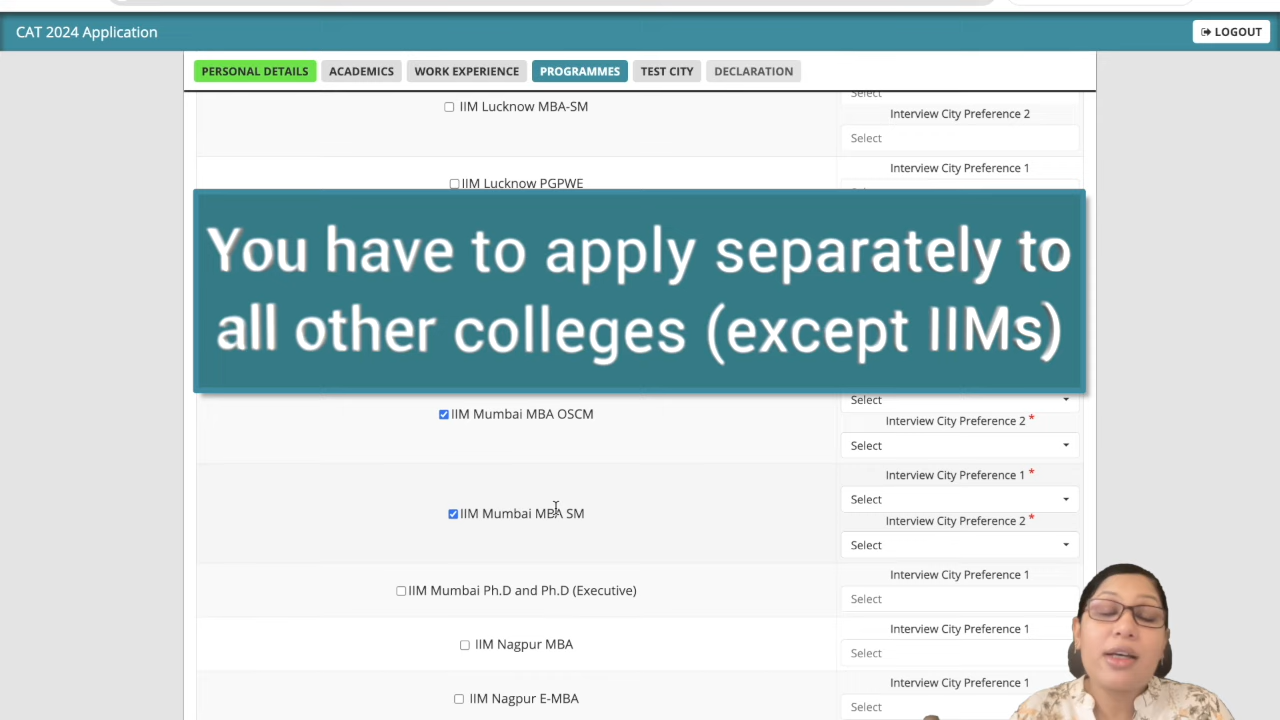 CAT 2024 Application
LOGOUT
PERSONAL DETAILS
ACADEMICS
WORK EXPERIENCE
PROGRAMMES
TEST CITY
DECLARATION
Select
IIM Lucknow MBA-SM
Interview City Preference 2
Select
Interview City Preference 1
IIM Lucknow PGPWE
You have to apply separately to
all other colleges (except IIMs)
Select
IIM Mumbai MBA OSCM
Interview City Preference 2 *
Select
Interview City Preference 1 *
Select
IIM Mumbai MBA SM
Interview City Preference 2 *
Select
Interview City Preference 1
IIM Mumbai Ph.D and Ph.D (Executive)
Select
Interview City Preference 1
IIM Nagpur MBA
Select
Interview City Preference 1
IIM Nagpur E-MBA
Select